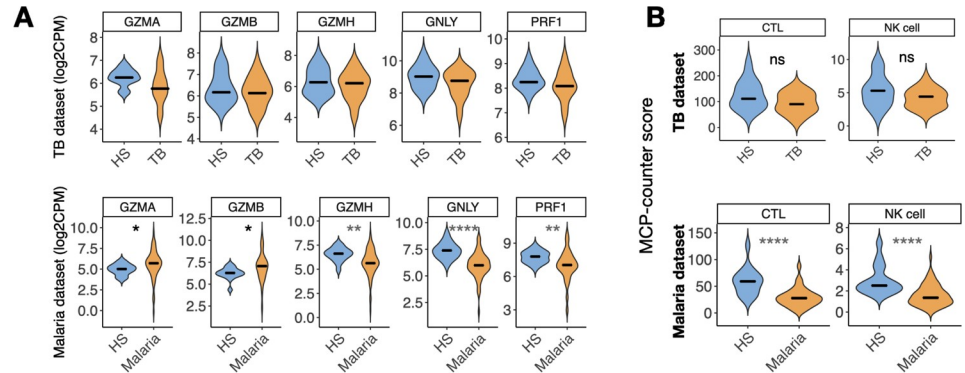 A
TB dataset (log2CPM)
GZMA
8
7
6
5
4
HS
TB
GZMB
8
7
6
5
4
HS
TB
GZMH
8
6
4
HS
TB
GNLY
10
8
6
HS
TB
PRF1
10
9
8
7
6
HS
TB
Malaria dataset (log2CPM)
GZMA
10.0
7.5
5.0
2.5
0.0
*
HS
Malaria
GZMB
12.5
10.0
7.5
5.0
2.5
*
HS
Malaria
GZMH
10.0
7.5
5.0
2.5
0.0
**
HS
Malaria
GNLY
10.0
7.5
5.0
2.5
****
HS
Malaria
PRF1
9
6
3
**
HS
Malaria
B
MCP-counter score
TB dataset
CTL
300
200
100
0
ns
HS
TB
NK cell
10
5
0
ns
HS
TB
Malaria dataset
CTL
150
100
50
0
****
HS
Malaria
NK cell
8
6
4
2
0
****
HS
Malaria